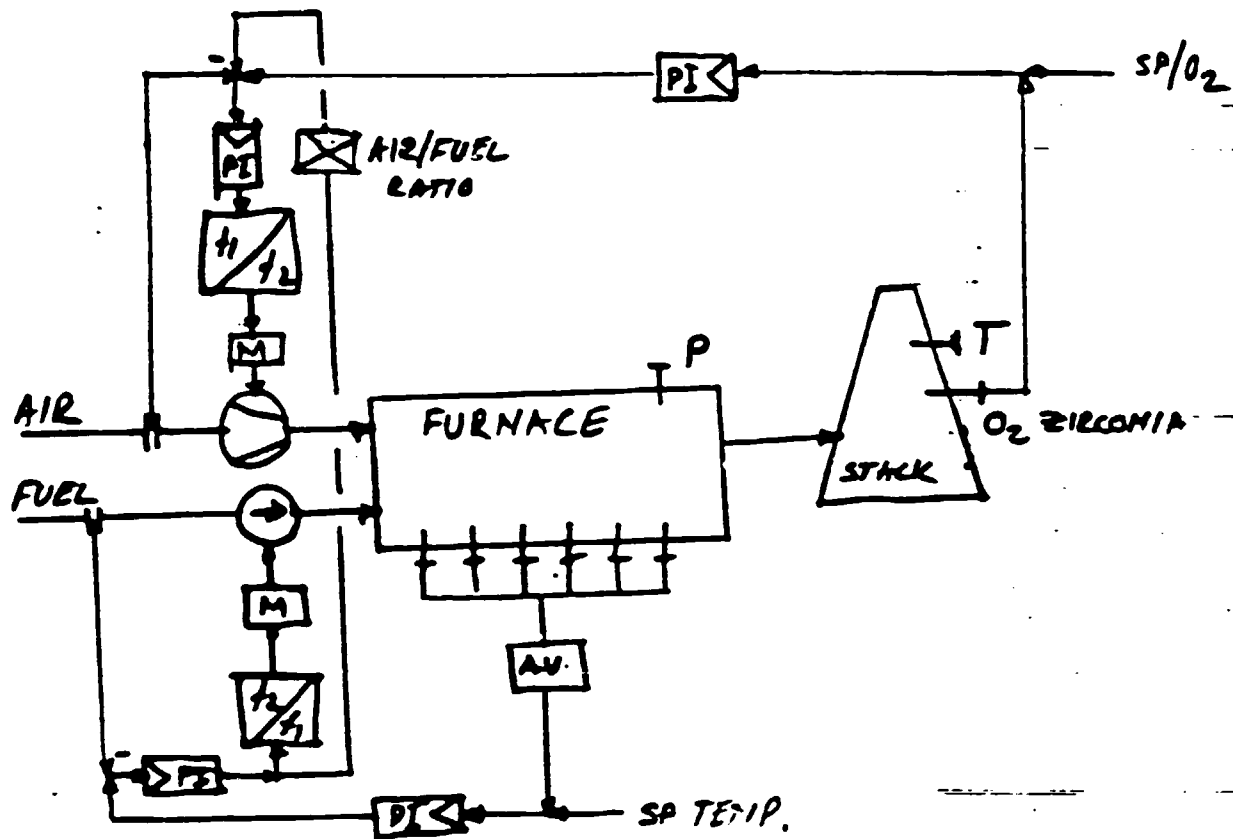 -
SP/O2
PI
PI
AIR/FUEL
RATIO
f1
f2
M
P
T
AIR
FURNACE
O2 ZIRCONIA
STACK
FUEL
M
A.V.
f2
f1
-
PI
PI
SP TEMP.